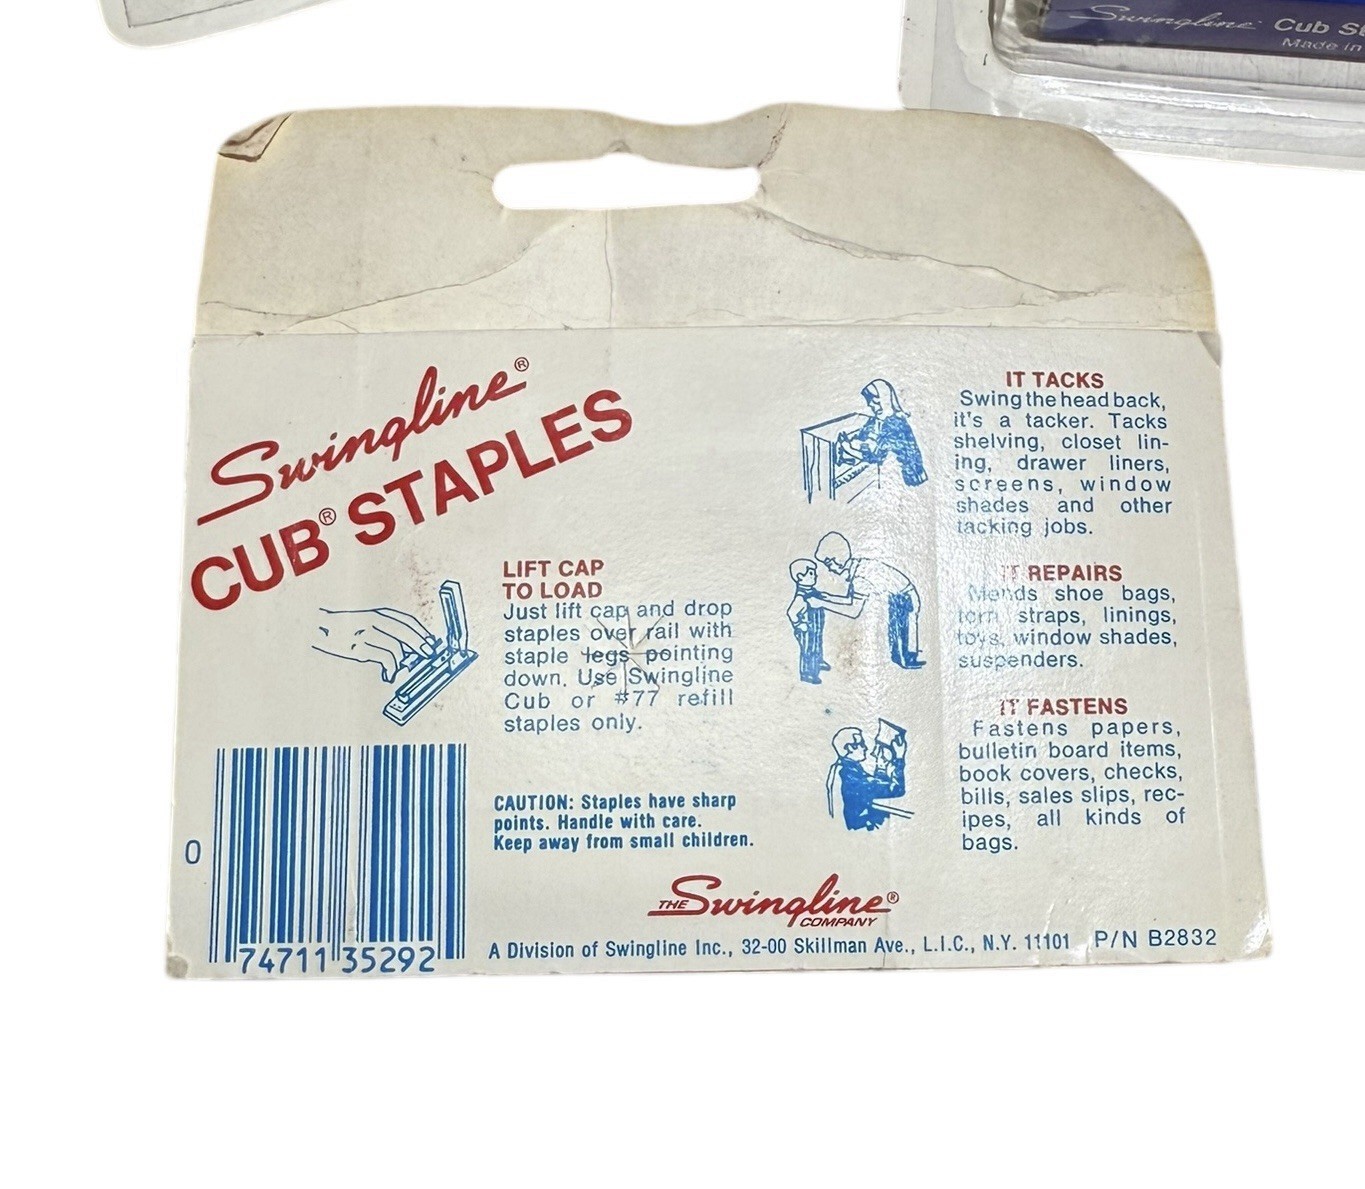 Swingline Cub
Made in
Swingline®
CUB® STAPLES
LIFT CAP
TO LOAD
Just lift cap and drop
staples over rail with
staple legs pointing
down. Use Swingline
Cub or #77 refill
staples only.
CAUTION: Staples have sharp
points. Handle with care.
Keep away from small children.
IT TACKS
Swing the head back,
it's a tacker. Tacks
shelving, closet lin-
ing, drawer liners,
screens, window
shades and other
tacking jobs.
IT REPAIRS
Mends shoe bags,
torn straps, linings,
toys, window shades,
suspenders.
IT FASTENS
Fastens papers,
bulletin board items,
book covers, checks,
bills, sales slips, rec-
ipes, all kinds of
bags.
0 74711 35292
THE Swingline® COMPANY
A Division of Swingline Inc., 32-00 Skillman Ave., L.I.C., N.Y. 11101 P/N B2832